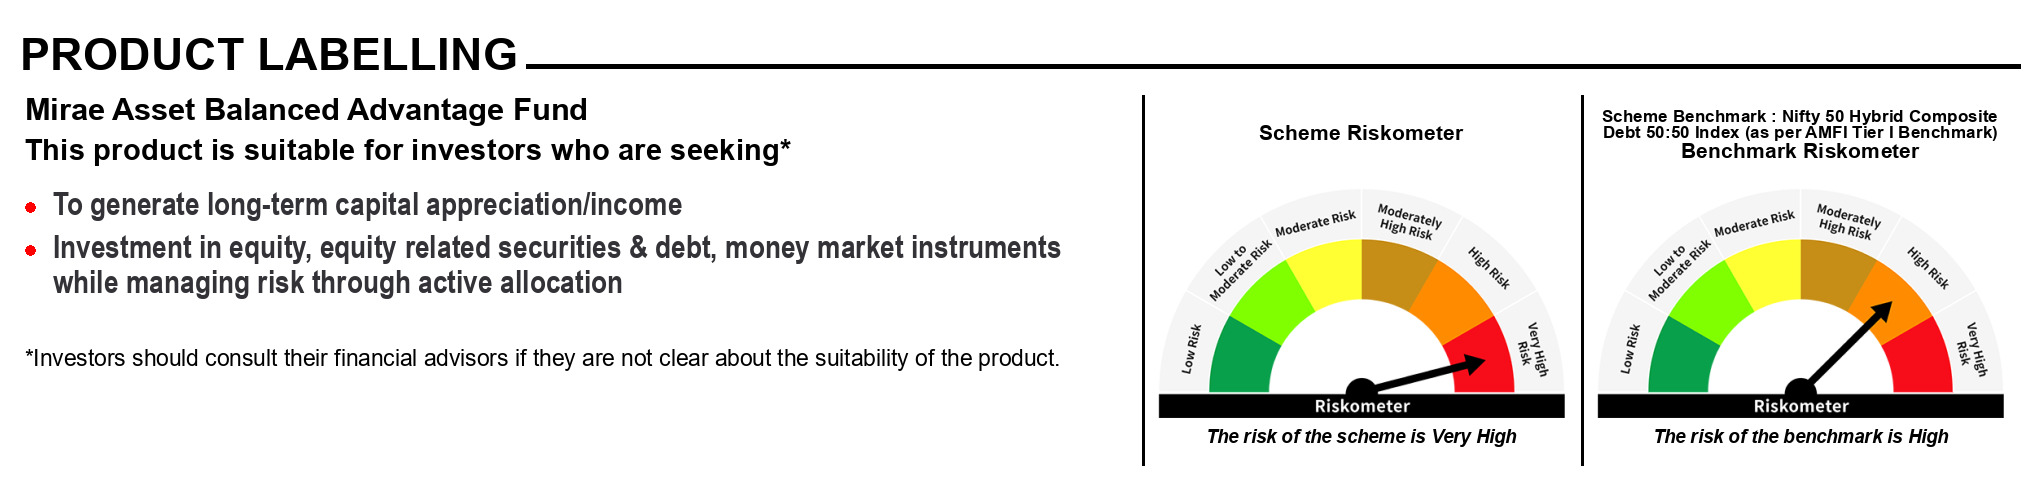 PRODUCT LABELLING
Mirae Asset Balanced Advantage Fund
This product is suitable for investors who are seeking*
• To generate long-term capital appreciation/income
• Investment in equity, equity related securities & debt, money market instruments
while managing risk through active allocation
*Investors should consult their financial advisors if they are not clear about the suitability of the product.
Scheme Riskometer
Low Risk
Low to
Moderate Risk
Moderate Risk
Moderately
High Risk
High Risk
Very High
Risk
Riskometer
The risk of the scheme is Very High
Scheme Benchmark : Nifty 50 Hybrid Composite
Debt 50:50 Index (as per AMFI Tier I Benchmark)
Benchmark Riskometer
Low Risk
Low to
Moderate Risk
Moderate Risk
Moderately
High Risk
High Risk
Very High
Risk
Riskometer
The risk of the benchmark is High